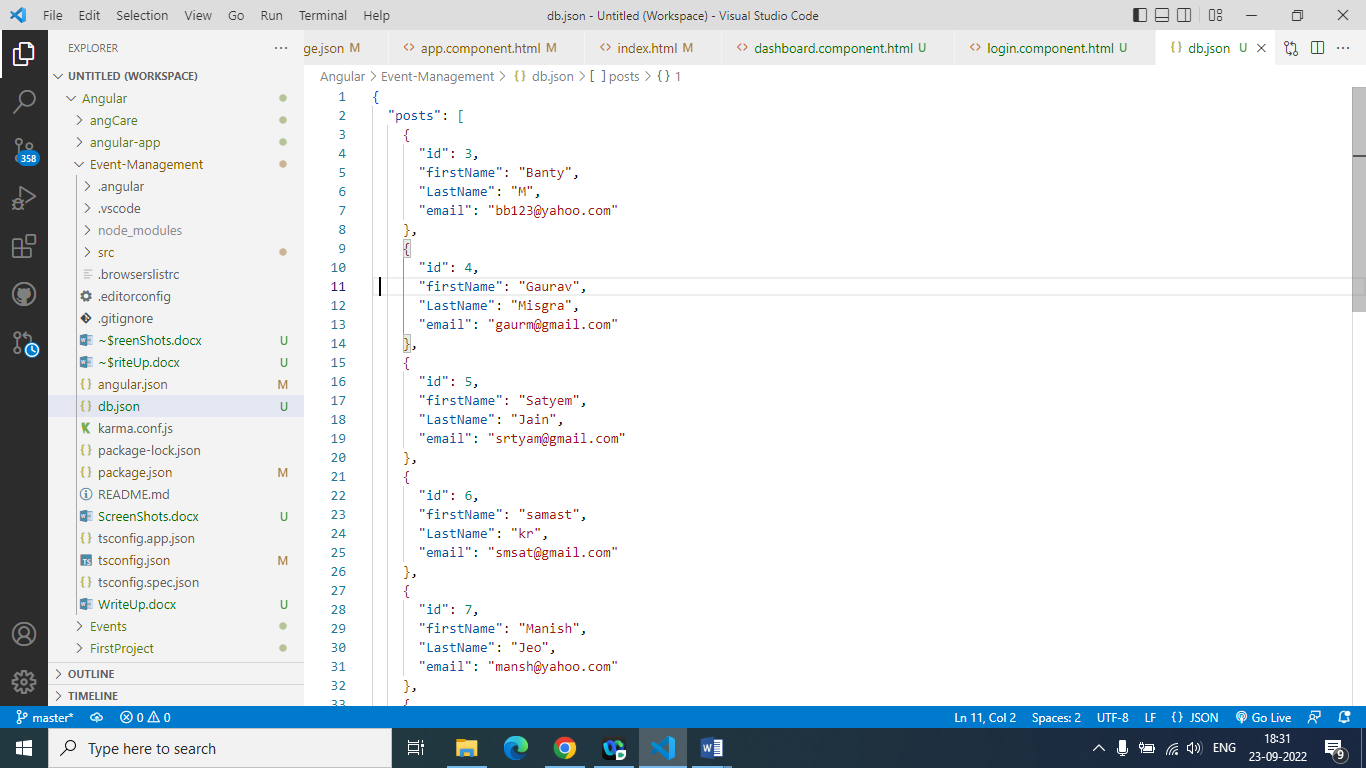 File Edit Selection View Go Run Terminal Help db.json - Untitled (Workspace) - Visual Studio Code
EXPLORER
ge.json M app.component.html M index.html M dashboard.component.html U login.component.html U {} db.json U
Angular > Event-Management > {} db.json > [ ] posts > {} 1
UNTITLED (WORKSPACE)
Angular
angCare
angular-app
Event-Management
.angular
.vscode
node_modules
src
.browserslistrc
.editorconfig
.gitignore
~$reenShots.docx U
~$riteUp.docx U
angular.json M
db.json U
karma.conf.js
package-lock.json
package.json M
README.md
ScreenShots.docx U
tsconfig.app.json
tsconfig.json M
tsconfig.spec.json
WriteUp.docx U
Events
FirstProject
OUTLINE
TIMELINE
358
1 {
2 "posts": [
3 {
4 "id": 3,
5 "firstName": "Banty",
6 "LastName": "M",
7 "email": "bb123@yahoo.com"
8 },
9 {
10 "id": 4,
11 "firstName": "Gaurav",
12 "LastName": "Misgra",
13 "email": "gaurm@gmail.com"
14 },
15 {
16 "id": 5,
17 "firstName": "Satyem",
18 "LastName": "Jain",
19 "email": "srtyam@gmail.com"
20 },
21 {
22 "id": 6,
23 "firstName": "samast",
24 "LastName": "kr",
25 "email": "smsat@gmail.com"
26 },
27 {
28 "id": 7,
29 "firstName": "Manish",
30 "LastName": "Jeo",
31 "email": "mansh@yahoo.com"
32 },
33 {
master* 0 0 Ln 11, Col 2 Spaces: 2 UTF-8 LF {} JSON Go Live
Type here to search
ENG
18:31
23-09-2022
9